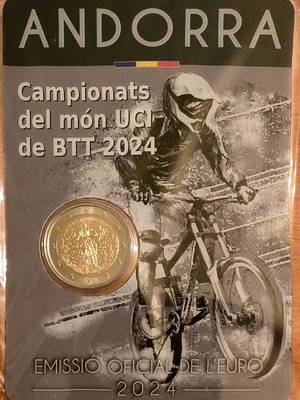 ANDORRA
Campionats
del món UCI
de BTT 2024
EMISSIÓ OFICIAL DE L'EURO
2024